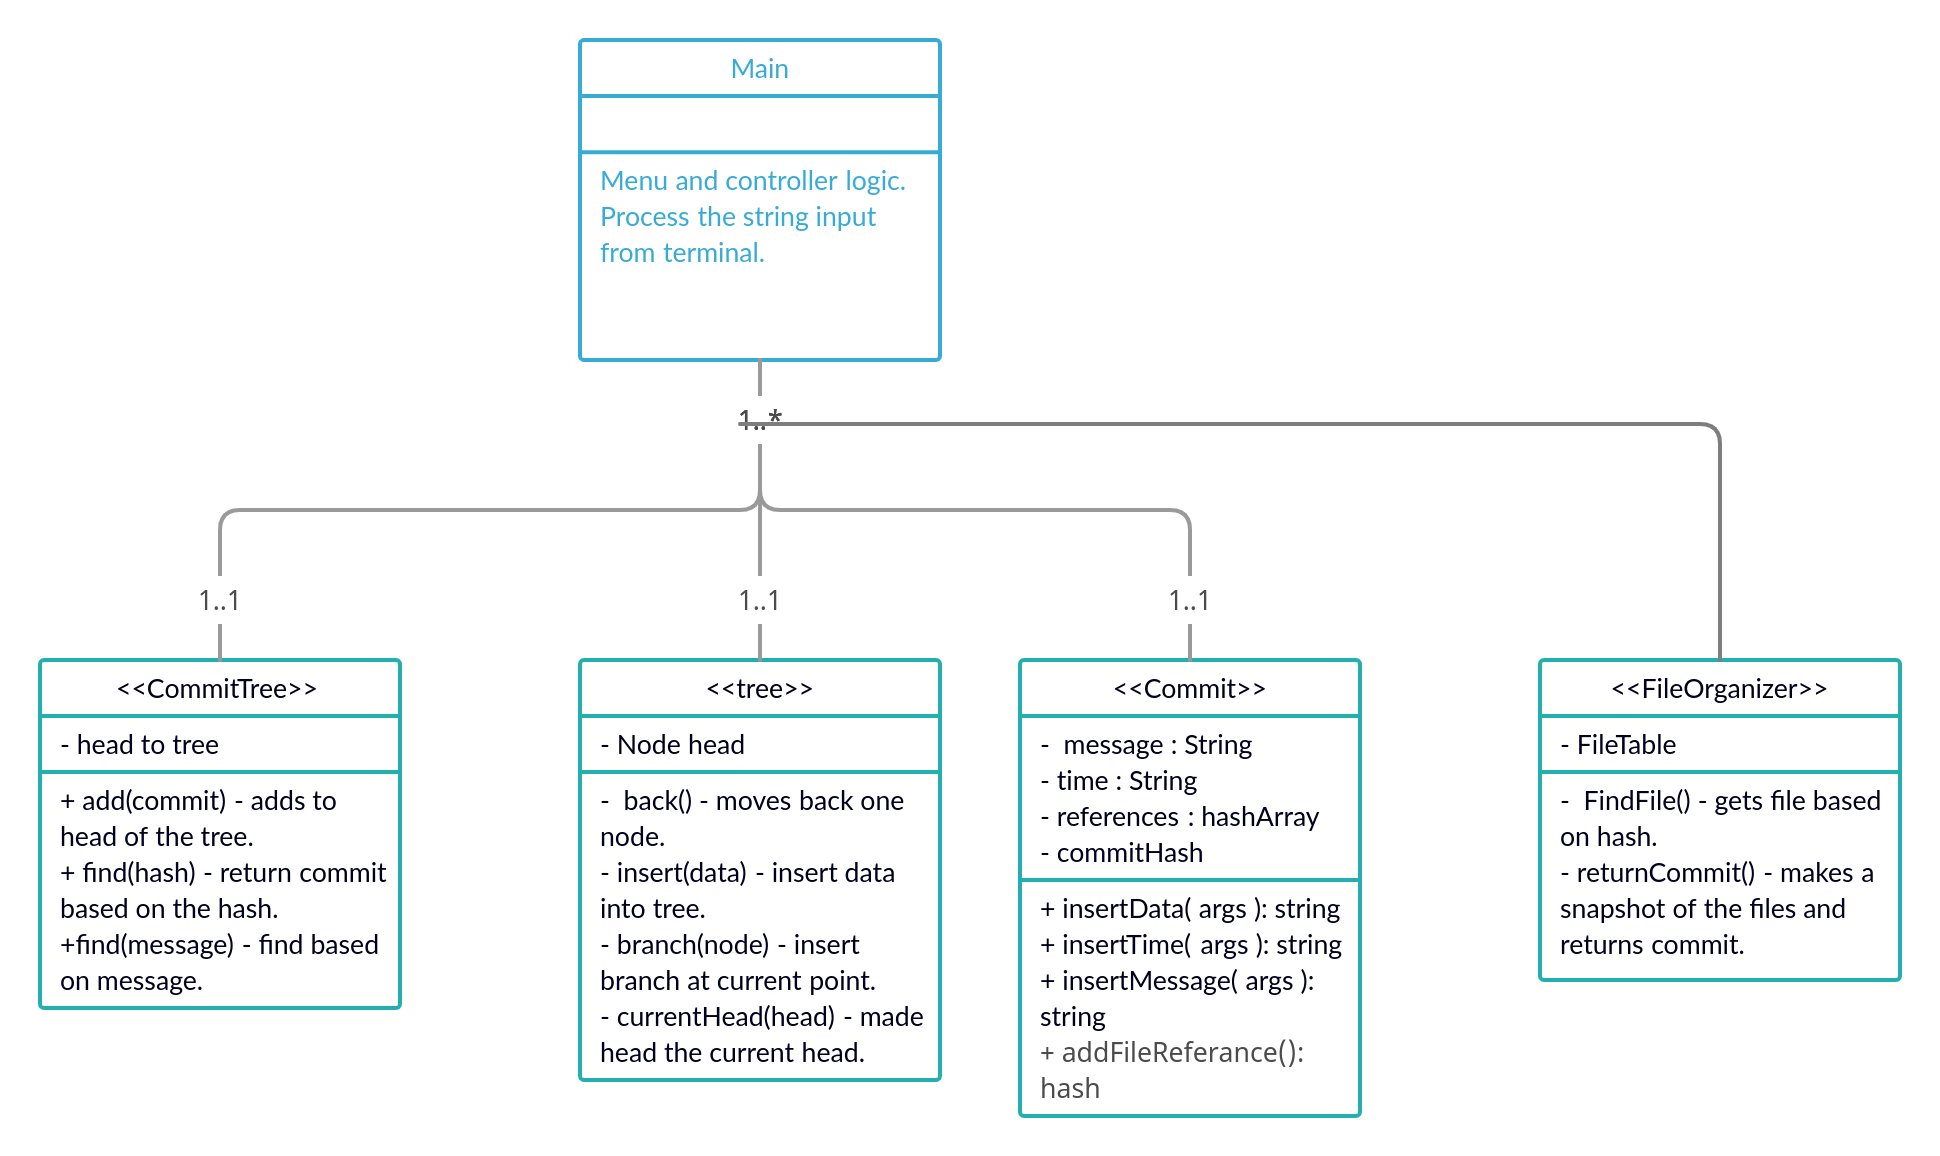 Main
Menu and controller logic.
Process the string input
from terminal.
1..*
1..1
1..1
1..1
<<CommitTree>>
- head to tree
+ add(commit) - adds to
head of the tree.
+ find(hash) - return commit
based on the hash.
+find(message) - find based
on message.
<<tree>>
- Node head
-  back() - moves back one
node.
- insert(data) - insert data
into tree.
- branch(node) - insert
branch at current point.
- currentHead(head) - made
head the current head.
<<Commit>>
-  message : String
- time : String
- references : hashArray
- commitHash
+ insertData( args ): string
+ insertTime( args ): string
+ insertMessage( args ):
string
+ addFileReferance():
hash
<<FileOrganizer>>
- FileTable
-  FindFile() - gets file based
on hash.
- returnCommit() - makes a
snapshot of the files and
returns commit.